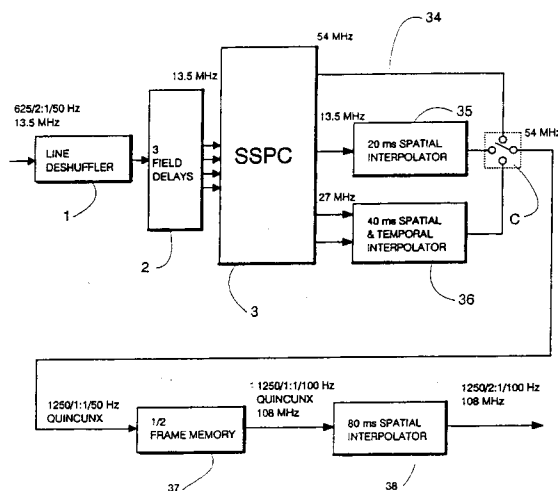 34
54 MHz
13.5 MHz
625/2:1/50 Hz
13.5 MHz
LINE
DESHUFFLER
1
3
FIELD
DELAYS
2
SSPC
3
13.5 MHz
35
20 ms SPATIAL
INTERPOLATOR
54 MHz
27 MHz
40 ms SPATIAL
& TEMPORAL
INTERPOLATOR
36
C
1250/1:1/50 Hz
QUINCUNX
1/2
FRAME MEMORY
37
1250/1:1/100 Hz
QUINCUNX
108 MHz
80 ms SPATIAL
INTERPOLATOR
38
1250/2:1/100 Hz
108 MHz